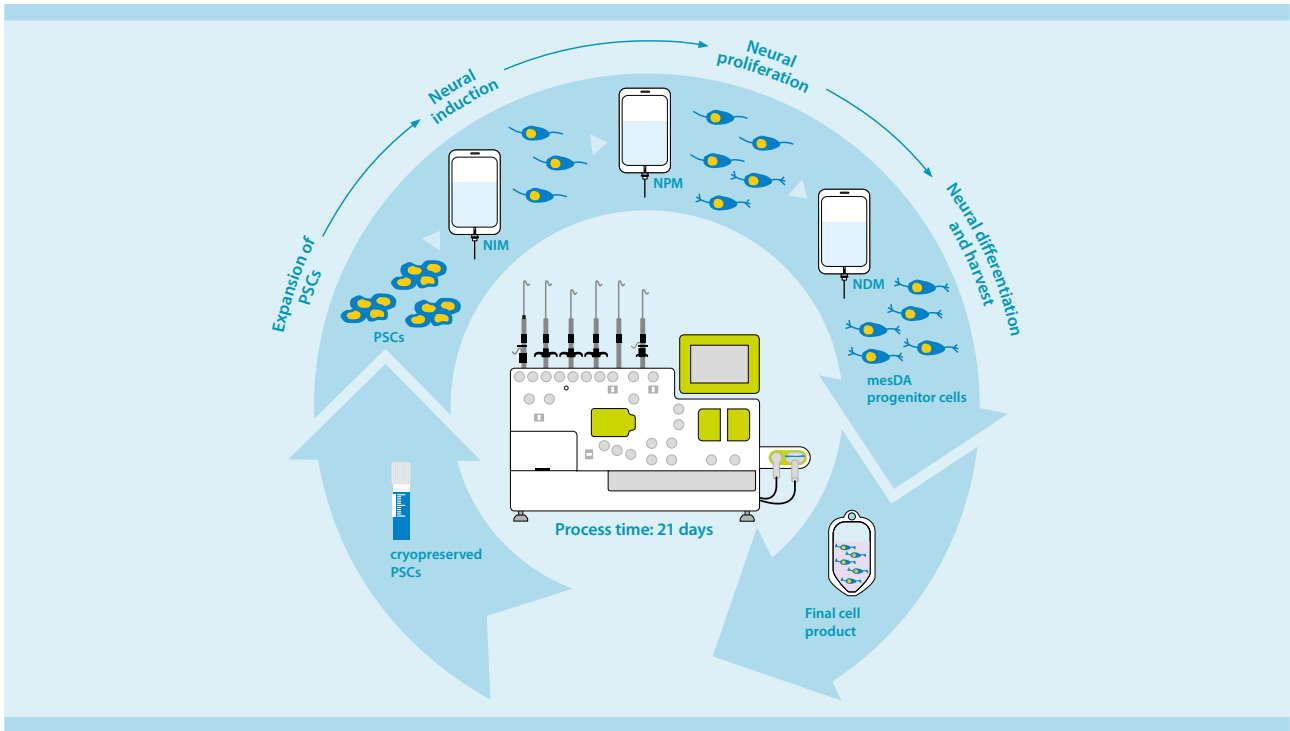 Expansion of
PSCs
Neural
induction
Neural
proliferation
Neural differentiation
and harvest
NIM
NPM
NDM
PSCs
mesDA
progenitor cells
Process time: 21 days
cryopreserved
PSCs
Final cell
product